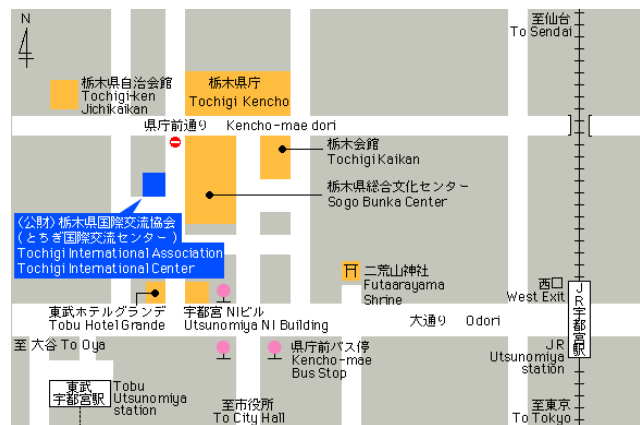 N
至仙台
To Sendai
栃木県自治会館
Tochigi-ken
Jichikaikan
栃木県庁
Tochigi Kencho
県庁前通り Kencho-mae dori
栃木会館
Tochigi Kaikan
栃木県総合文化センター
Sogo Bunka Center
(公財)栃木県国際交流協会
(とちぎ国際交流センター)
Tochigi International Association
Tochigi International Center
二荒山神社
Futaarayama
Shrine
西口
West Exit
JR宇都宮駅
東武ホテルグランデ
Tobu Hotel Grande
宇都宮 NIビル
Utsunomiya NI Building
大通り Odori
至 大谷 To Oya
県庁前バス停
Kencho-mae
Bus Stop
JR
Utsunomiya
station
東武
宇都宮駅
Tobu
Utsunomiya
station
至市役所
To City Hall
至東京
To Tokyo